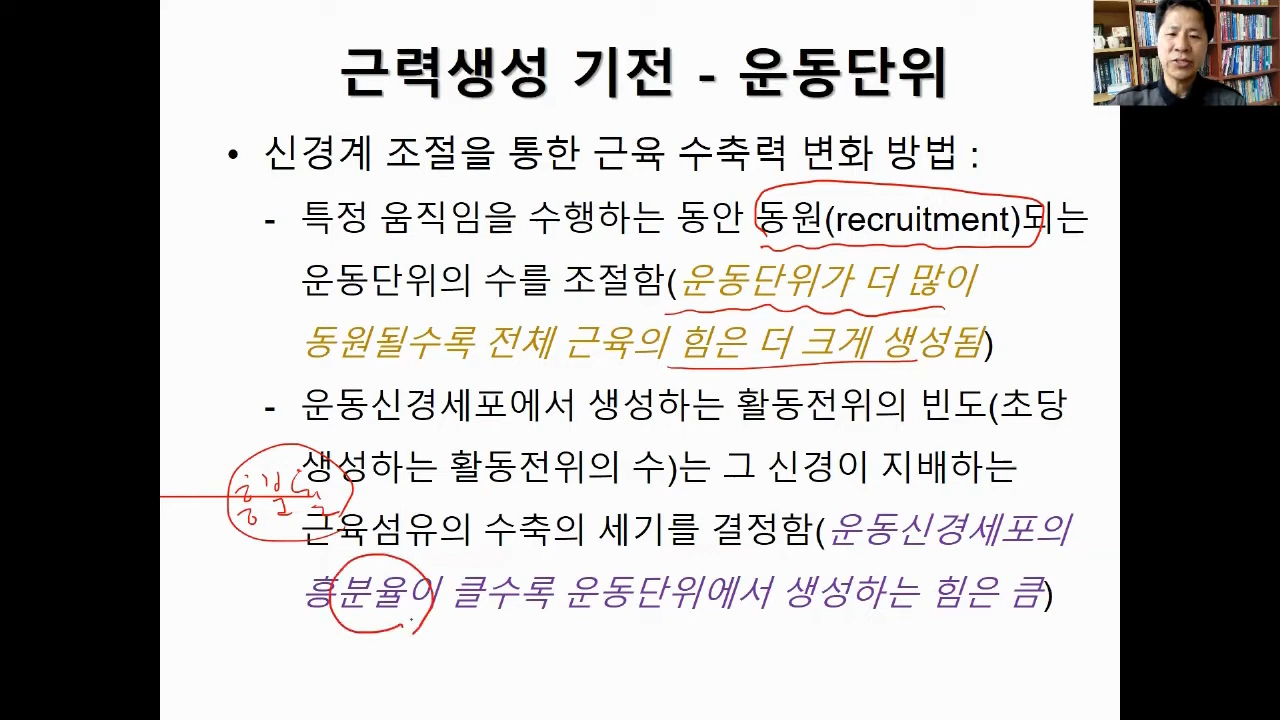 근력생성 기전 - 운동단위
• 신경계 조절을 통한 근육 수축력 변화 방법 :
- 특정 움직임을 수행하는 동안 동원(recruitment)되는
운동단위의 수를 조절함(운동단위가 더 많이
동원될수록 전체 근육의 힘은 더 크게 생성됨)
- 운동신경세포에서 생성하는 활동전위의 빈도(초당
생성하는 활동전위의 수)는 그 신경이 지배하는
흥분율
근육섬유의 수축의 세기를 결정함(운동신경세포의
흥분율이 클수록 운동단위에서 생성하는 힘은 큼)